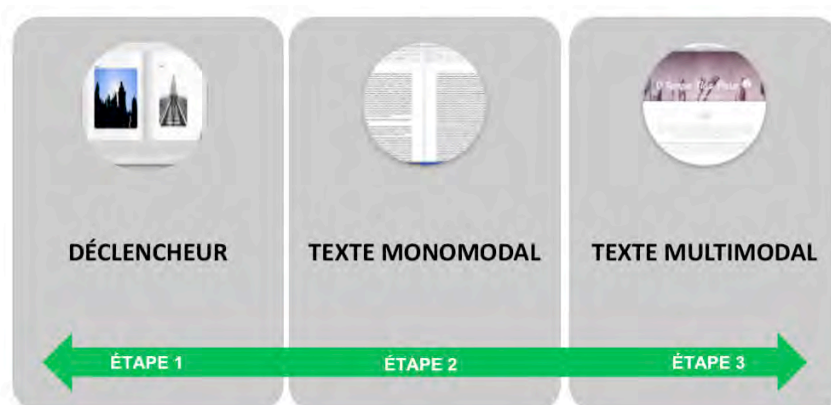 DÉCLENCHEUR
TEXTE MONOMODAL
TEXTE MULTIMODAL
ÉTAPE 1
ÉTAPE 2
ÉTAPE 3